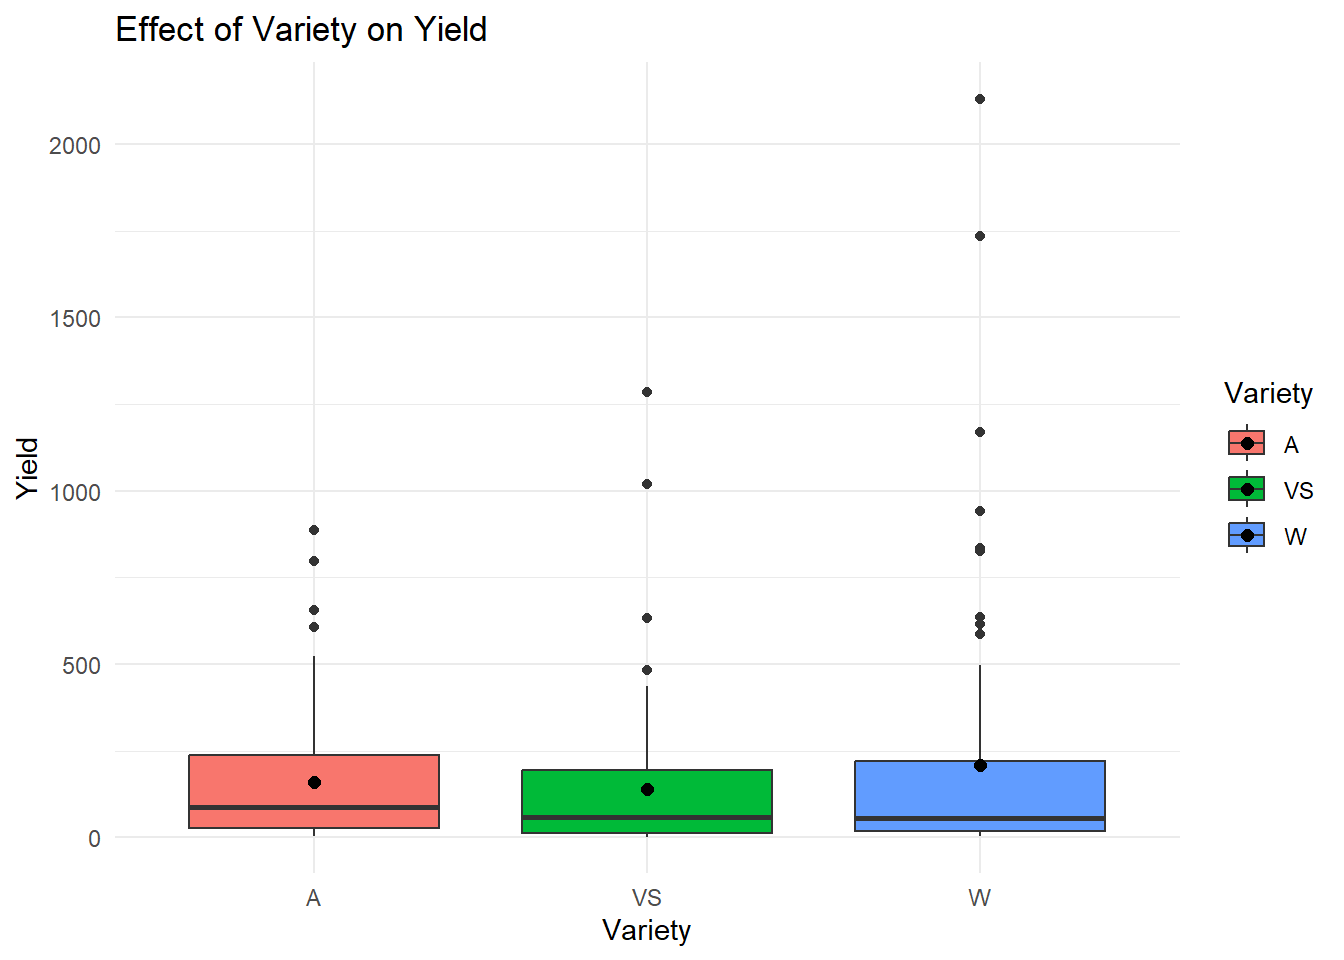 Effect of Variety on Yield
2000
1500
1000
500
0
Yield
A
VS
W
Variety
Variety
A
VS
W